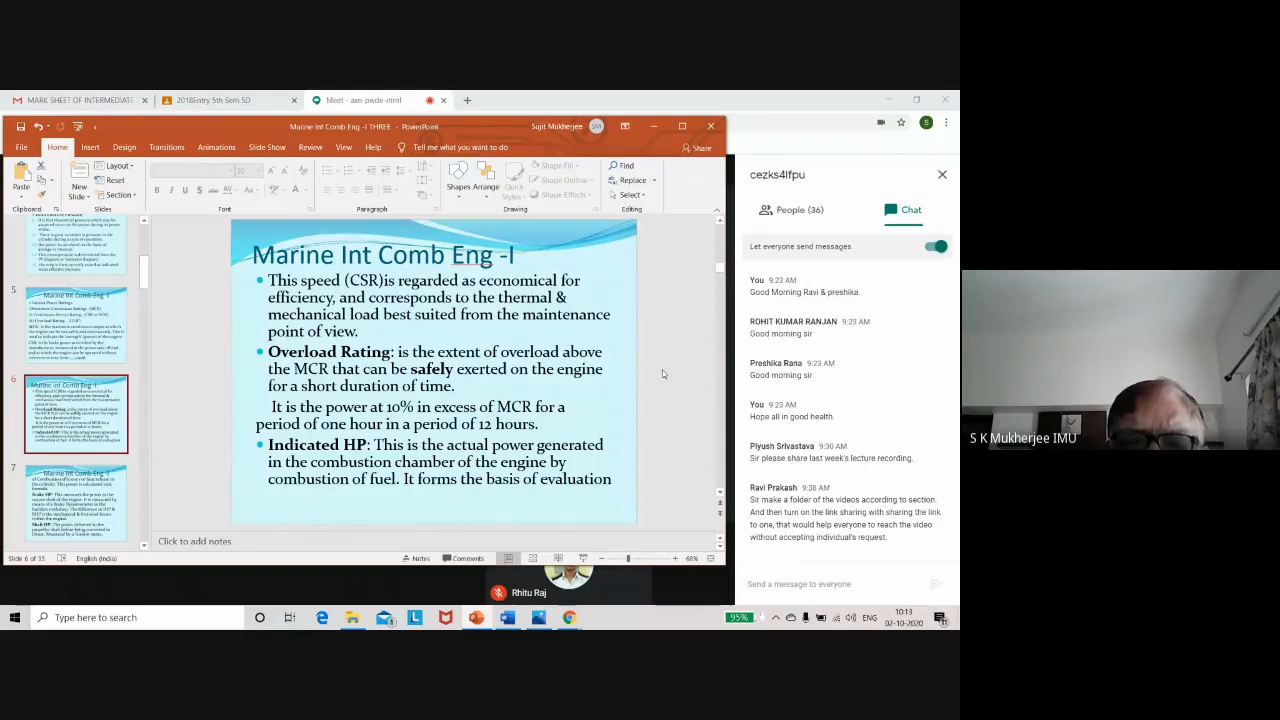 MARK SHEET OF INTERMEDIATE
2018Entry 5th Sem 5D
Meet - axn-pwde-mmf
Marine Int Comb Eng -I THREE - PowerPoint
Sujit Mukherjee
SM
File Home Insert Design Transitions Animations Slide Show Review View Help Tell me what you want to do
Share
Paste
Clipboard
New Slide
Layout
Reset
Section
Slides
Font
Paragraph
Shapes
Arrange
Quick Styles
Shape Fill
Shape Outline
Shape Effects
Drawing
Find
Replace
Select
Editing
5
6
7
Marine Int Comb Eng -I
This speed (CSR)is regarded as economical for
efficiency, and corresponds to the thermal &
mechanical load best suited from the maintenance
point of view.
Overload Rating: is the extent of overload above
the MCR that can be safely exerted on the engine
for a short duration of time.
It is the power at 10% in excess of MCR for a
period of one hour in a period of 12 hours.
Indicated HP: This is the actual power generated
in the combustion chamber of the engine by
combustion of fuel. It forms the basis of evaluation
Click to add notes
Slide 6 of 35
English (India)
Notes
Comments
68%
Rhitu Raj
S
cezks4lfpu
People (36)
Chat
Let everyone send messages
You 9:23 AM
Good Morning Ravi & preshika.
ROHIT KUMAR RANJAN 9:23 AM
Good morning sir
Preshika Rana 9:23 AM
Good morning sir
You 9:23 AM
Hope all in good health.
Piyush Srivastava 9:30 AM
Sir please share last week's lecture recording.
Ravi Prakash 9:38 AM
Sir make a folder of the videos according to section.
And then turn on the link sharing with sharing the link
to one, that would help everyone to reach the video
without accepting individual's request.
Send a message to everyone
S K Mukherjee IMU
Type here to search
95%
ENG
10:13
02-10-2020